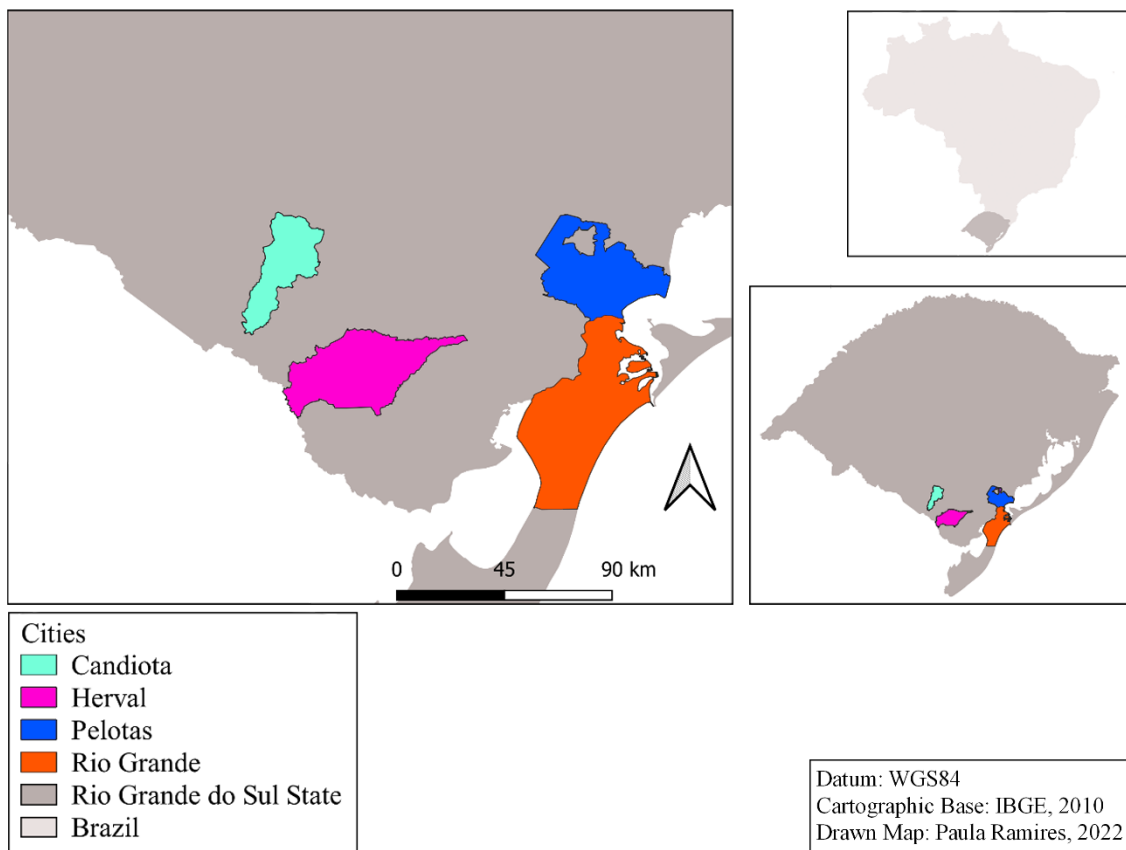 0 45 90 km
Cities
Candiota
Herval
Pelotas
Rio Grande
Rio Grande do Sul State
Brazil
Datum: WGS84
Cartographic Base: IBGE, 2010
Drawn Map: Paula Ramires, 2022